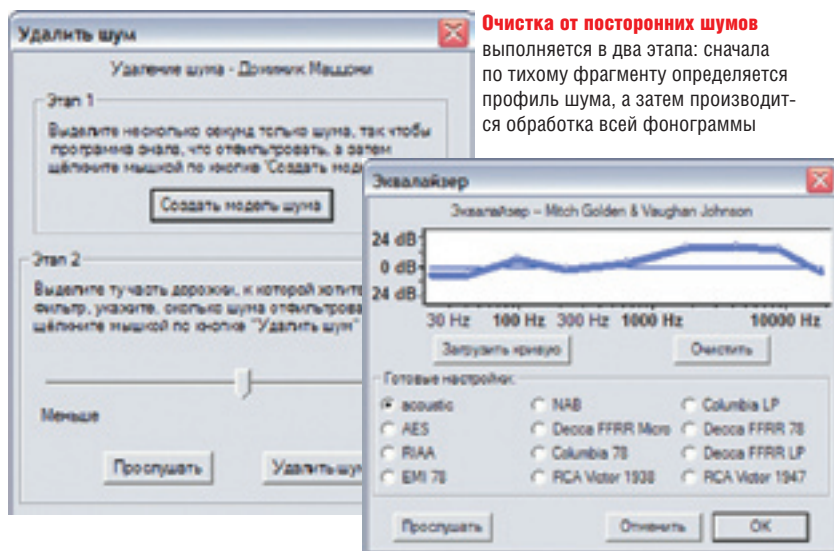 Очистка от посторонних шумов
выполняется в два этапа: сначала
по тихому фрагменту определяется
профиль шума, а затем производит-
ся обработка всей фонограммы
Удалить шум
Удаление шума - Доминик Маццони
Этап 1
Выделите несколько секунд только шума, так чтобы
программа знала, что отфильтровать, а затем
щёлкните мышкой по кнопке "Создать
Создать модель шума
Этап 2
Выделите ту часть дорожки, к которой хотите
фильтр, укажите, сколько шума
щёлкните мышкой по кнопке "Удалить шум"
Меньше
Прослушать
Удалить
Эквалайзер
Эквалайзер – Mitch Golden & Vaughan Johnson
24 dB
0 dB
24 dB
30 Hz 100 Hz 300 Hz 1000 Hz 10000 Hz
Загрузить кривую Очистить
Готовые настройки:
acoustic NAB Columbia LP
AES Decca FFRR Micro Decca FFRR 78
RIAA Columbia 78 Decca FFRR LP
EMI 78 RCA Victor 1938 RCA Victor 1947
Прослушать Отменить OK